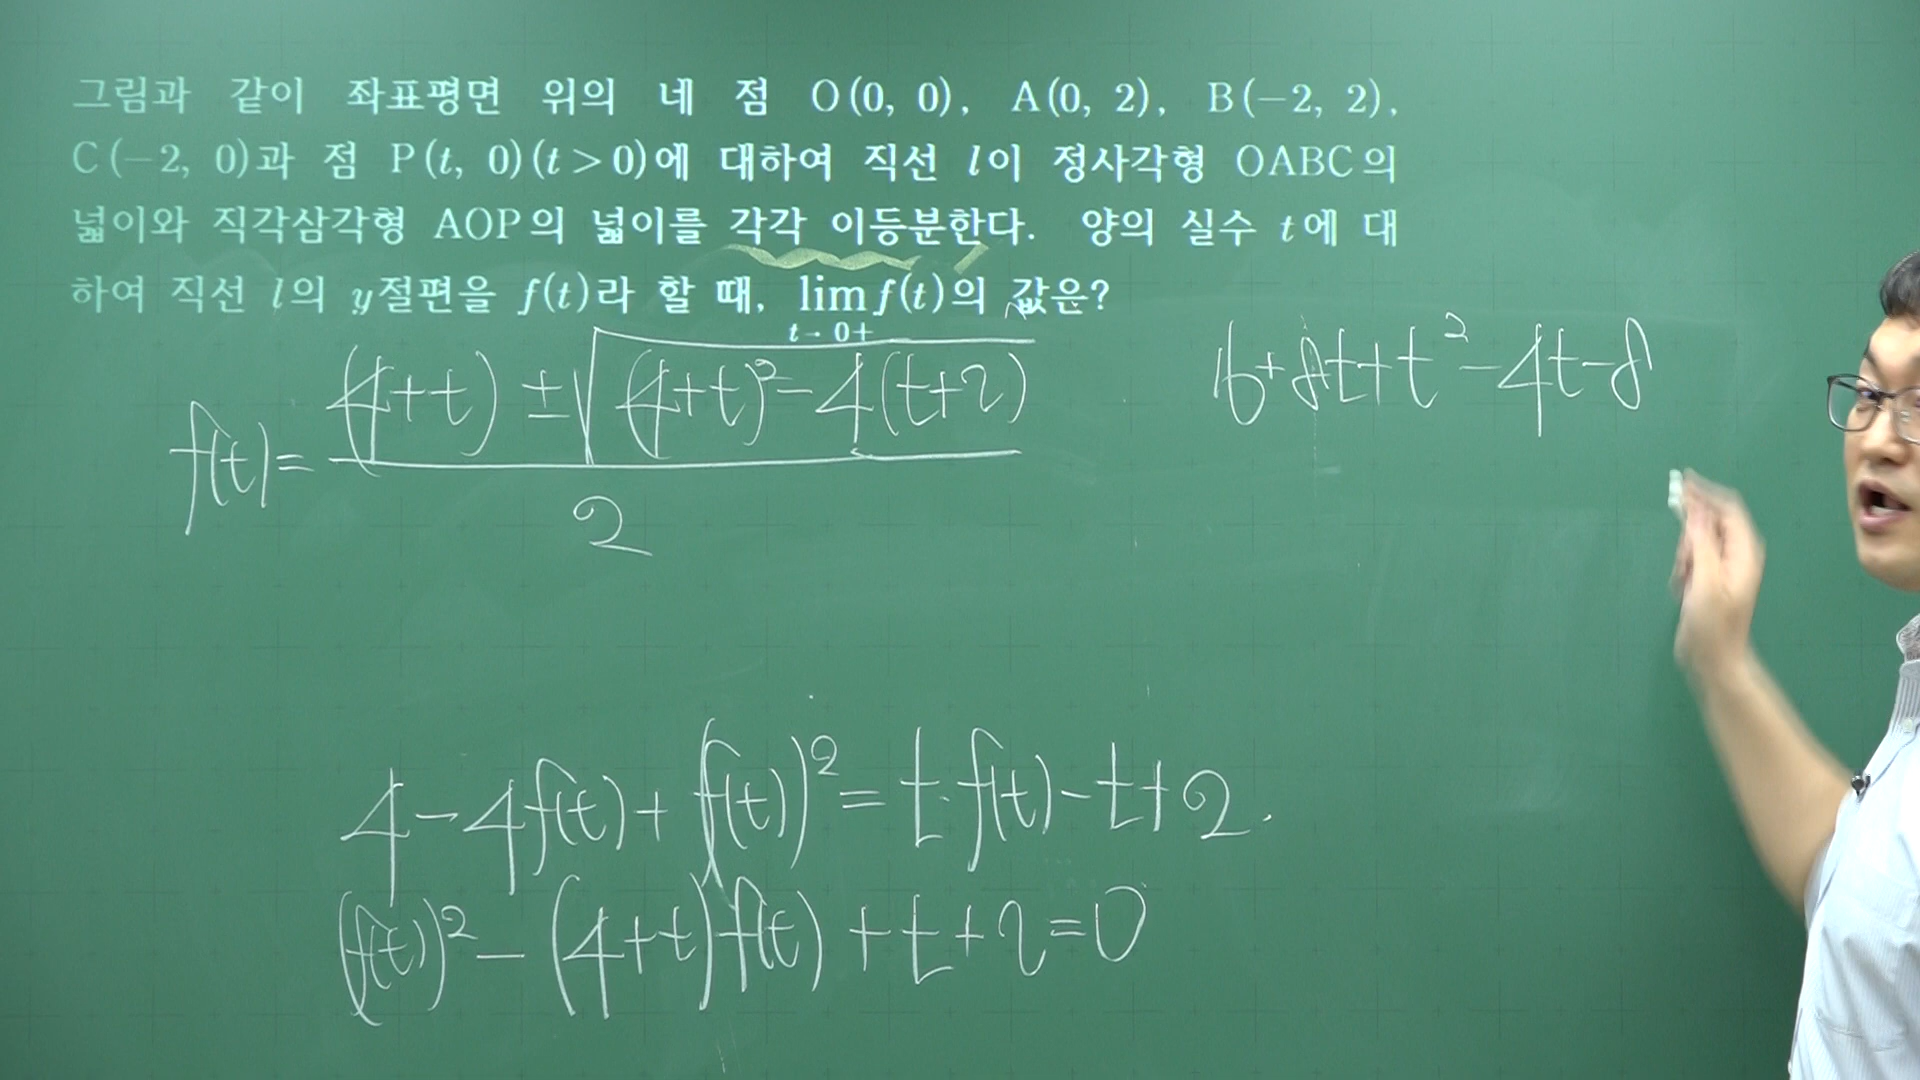 그림과 같이 좌표평면 위의 네 점 O(0, 0), A(0, 2), B(−2, 2),
C(−2, 0)과 점 P(t, 0)(t>0)에 대하여 직선 l이 정사각형 OABC의
넓이와 직각삼각형 AOP의 넓이를 각각 이등분한다. 양의 실수 t에 대
하여 직선 l의 y절편을 f(t)라 할 때, lim f(t)의 값은?
t→0+
f(t)= (4+t) ± √(4+t)²−4(t+2)
2
16+8t+t²−4t−8
4−4f(t)+(f(t))²=t·f(t)−t+2.
(f(t))²−(4+t)f(t)+t+2=0